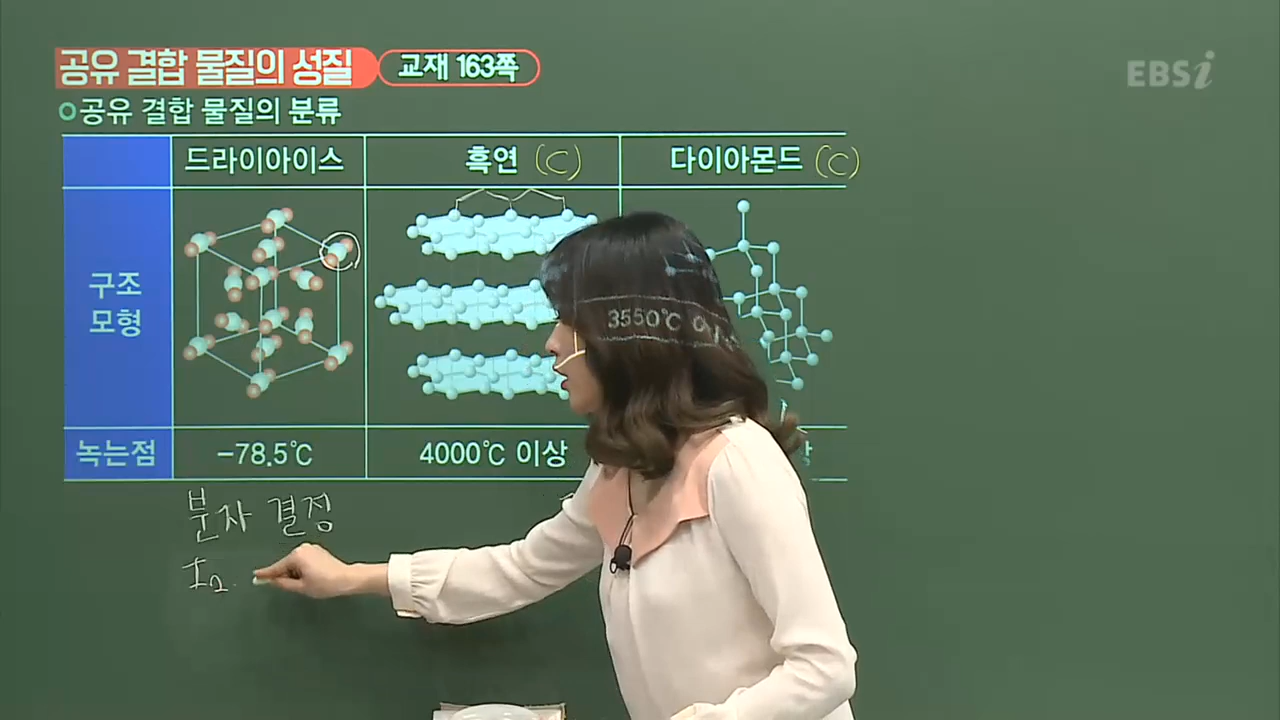 공유 결합 물질의 성질 교재 163쪽
EBSi
공유 결합 물질의 분류
드라이아이스 흑연 (C) 다이아몬드 (C)
구조
모형
3550℃
녹는점 -78.5℃ 4000℃ 이상
분자 결정
I₂